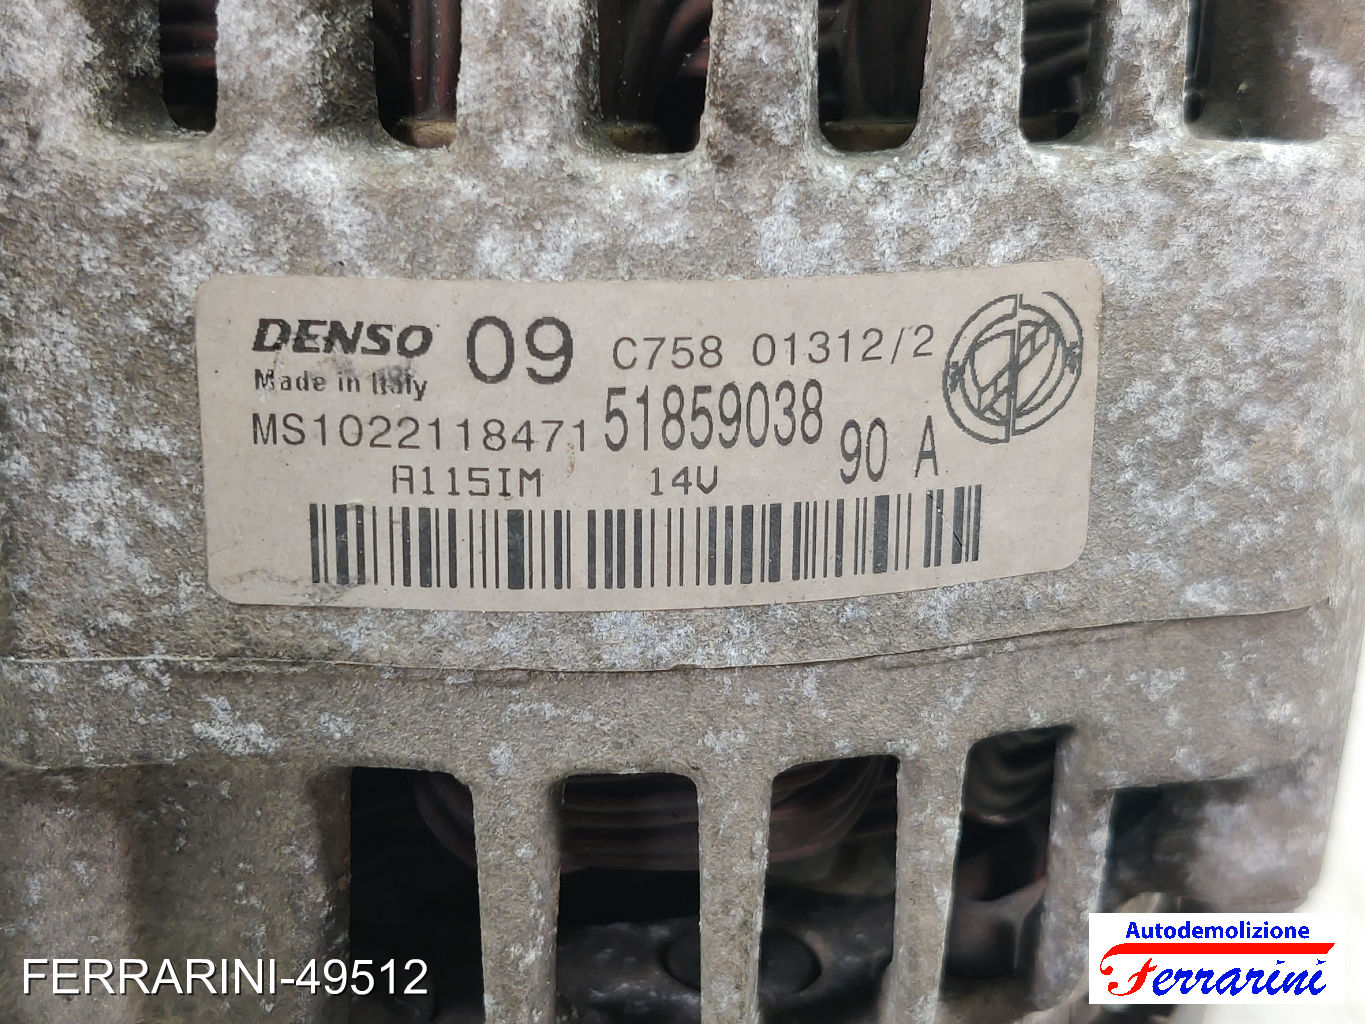 DENSO 09 C758 01312/2
Made in Italy
MS1022118471 51859038 90 A
A115IM 14V
FERRARINI-49512
Autodemolizione
Ferrarini